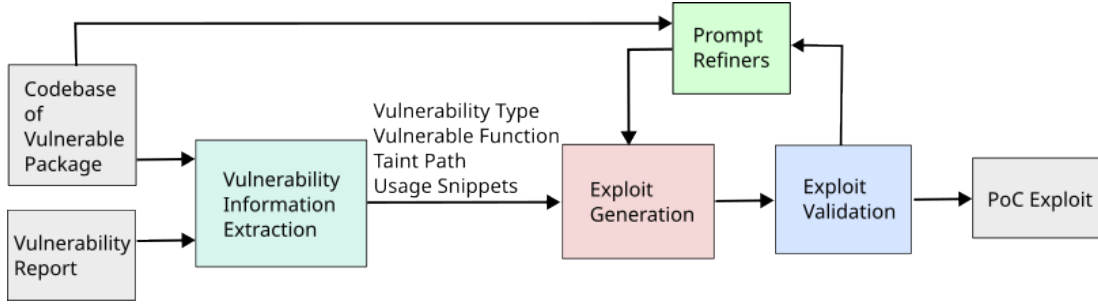 Prompt
Refiners
Codebase
of
Vulnerable
Package
Vulnerability Type
Vulnerable Function
Taint Path
Usage Snippets
Vulnerability
Information
Extraction
Exploit
Generation
Exploit
Validation
PoC Exploit
Vulnerability
Report